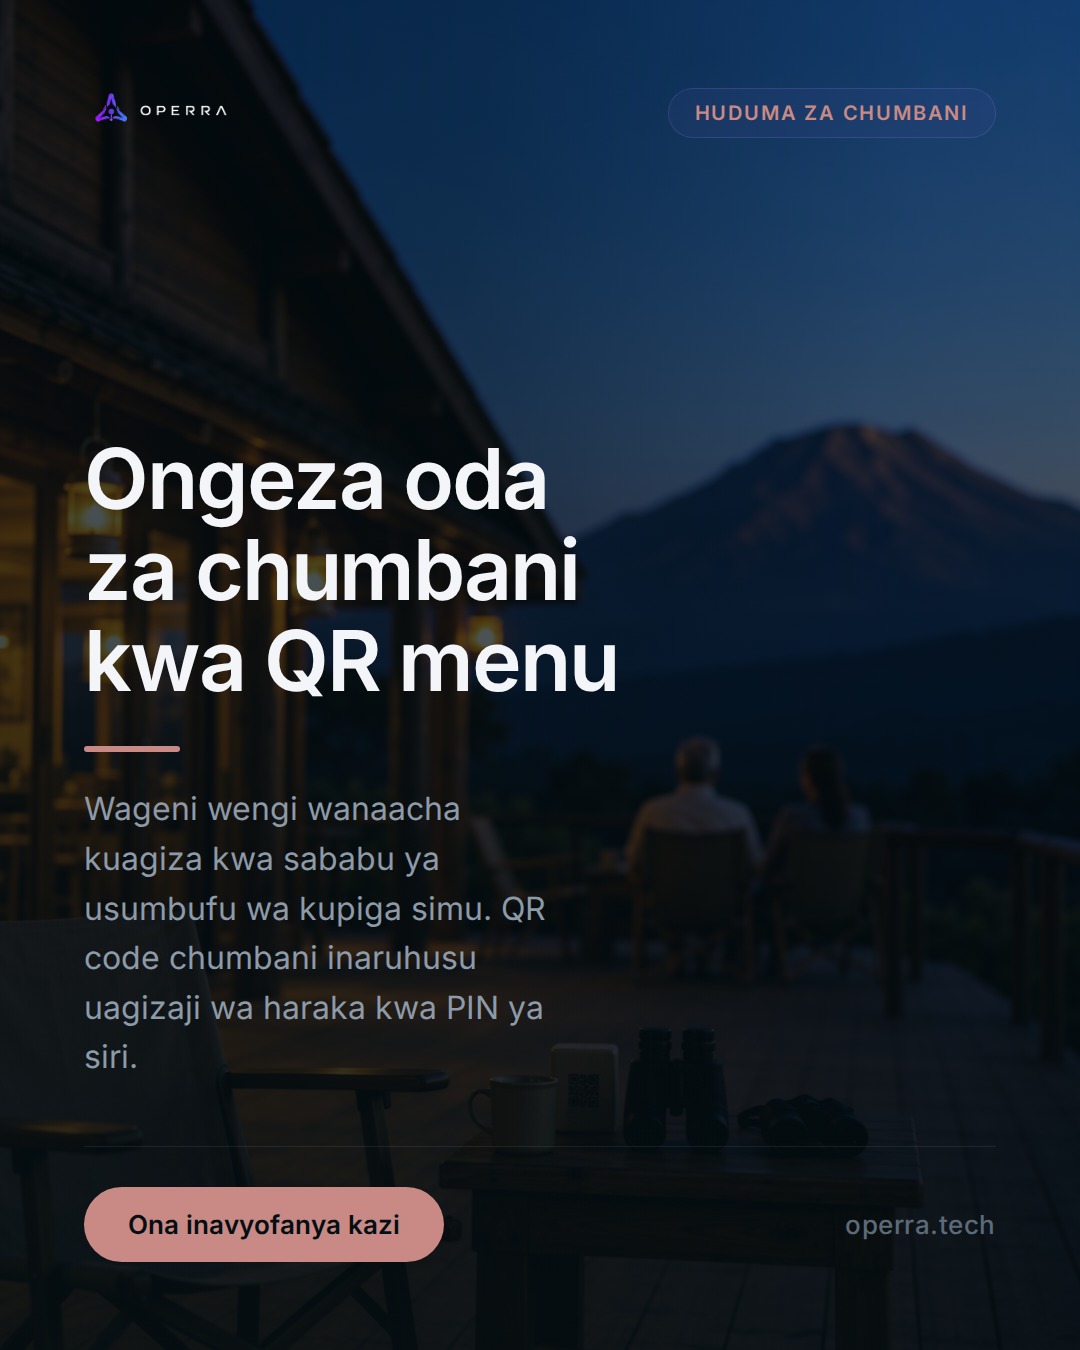 OPERRA
HUDUMA ZA CHUMBANI
Ongeza oda
za chumbani
kwa QR menu
Wageni wengi wanaacha
kuagiza kwa sababu ya
usumbufu wa kupiga simu. QR
code chumbani inaruhusu
uagizaji wa haraka kwa PIN ya
siri.
Ona inavyofanya kazi
operra.tech